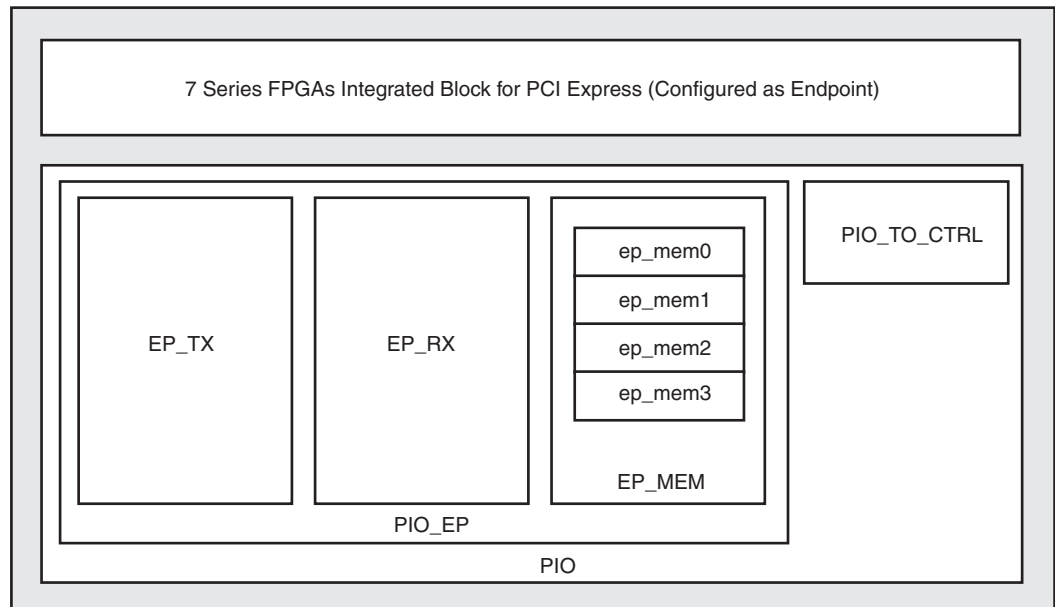 7 Series FPGAs Integrated Block for PCI Express (Configured as Endpoint)
PIO_TO_CTRL
ep_mem0
ep_mem1
EP_TX
EP_RX
ep_mem2
ep_mem3
EP_MEM
PIO_EP
PIO